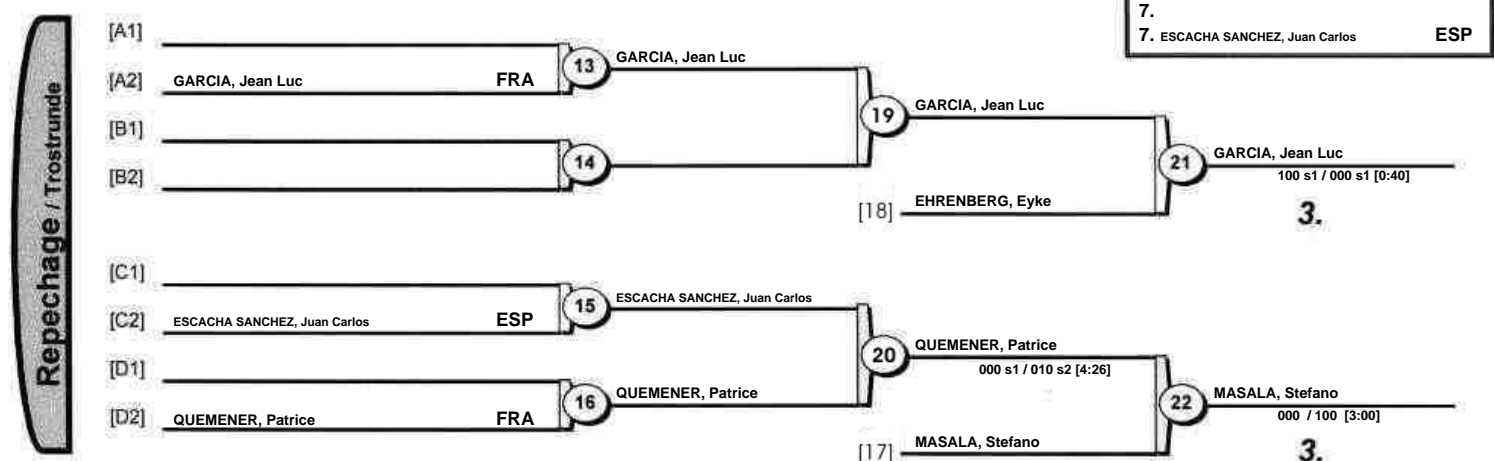 7.
7. ESCACHA SANCHEZ, Juan Carlos ESP
Repechage / Trostrunde
[A1]
[A2] GARCIA, Jean Luc FRA
13 GARCIA, Jean Luc
[B1]
[B2]
14
19 GARCIA, Jean Luc
[18] EHRENBERG, Eyke
21 GARCIA, Jean Luc
100 s1 / 000 s1 [0:40]
3.
[C1]
[C2] ESCACHA SANCHEZ, Juan Carlos ESP
15 ESCACHA SANCHEZ, Juan Carlos
[D1]
[D2] QUEMENER, Patrice FRA
16 QUEMENER, Patrice
20 QUEMENER, Patrice
000 s1 / 010 s2 [4:26]
[17] MASALA, Stefano
22 MASALA, Stefano
000 / 100 [3:00]
3.